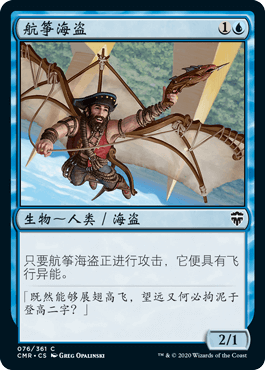 航筝海盗 1
生物～人类／海盗
只要航筝海盗正进行攻击，它便具有飞
行异能。
「既然能够展翅高飞，望远又何必拘泥于
登高二字？」
2/1
076/361 C
CMR • CS GREG OPALINSKI
™ & © 2020 Wizards of the Coast